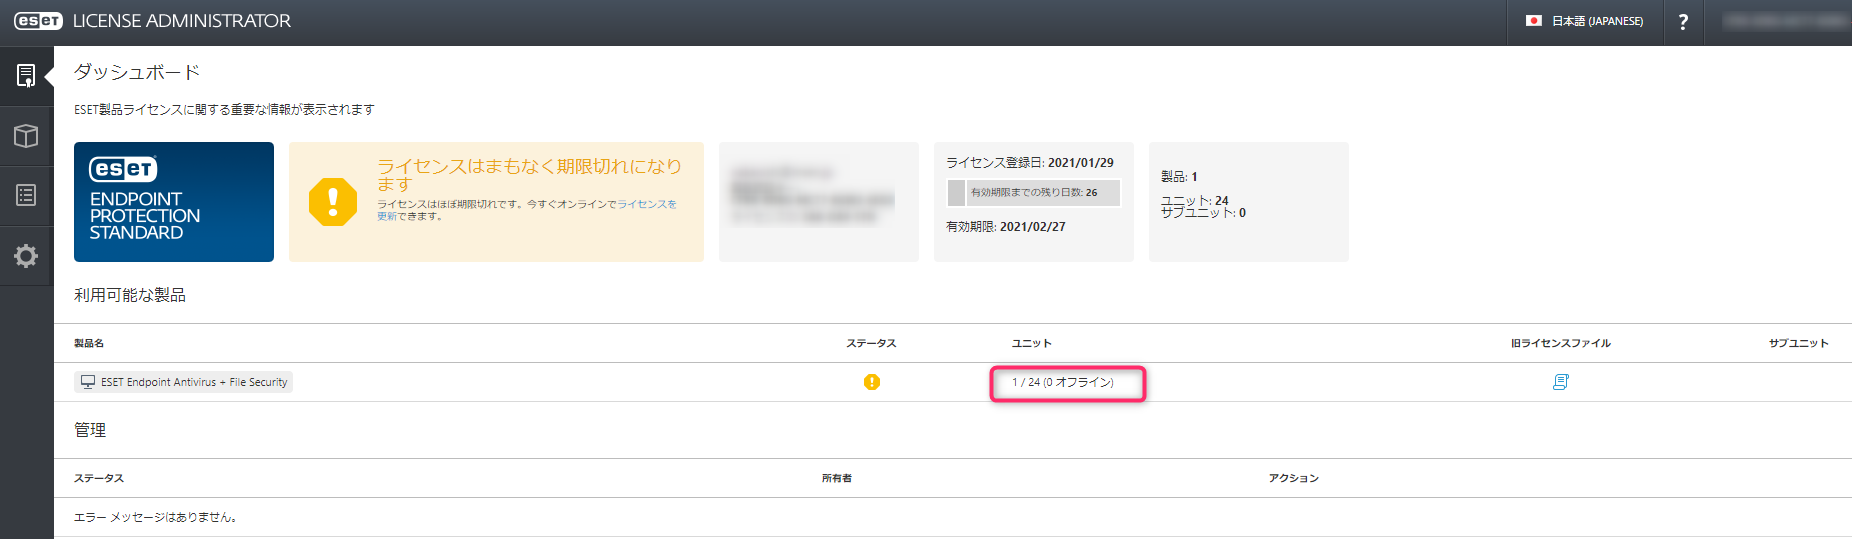 eset LICENSE ADMINISTRATOR
日本語 (JAPANESE)
?
ダッシュボード
ESET製品ライセンスに関する重要な情報が表示されます
eset
ENDPOINT
PROTECTION
STANDARD
ライセンスはまもなく期限切れになり
ます
ライセンスはほぼ期限切れです。今すぐオンラインでライセンスを
更新できます。
ライセンス登録日: 2021/01/29
有効期限までの残り日数: 26
有効期限: 2021/02/27
製品: 1
ユニット: 24
サブユニット: 0
利用可能な製品
製品名 ステータス ユニット 旧ライセンスファイル サブユニット
ESET Endpoint Antivirus + File Security 1 / 24 (0 オフライン)
管理
ステータス 所有者 アクション
エラー メッセージはありません。